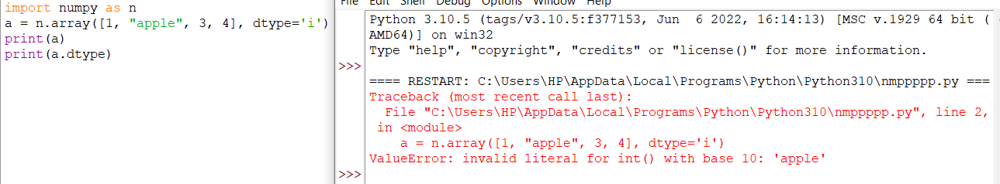 import numpy as n
a = n.array([1, "apple", 3, 4], dtype='i')
print(a)
print(a.dtype)
File Edit Shell Debug Options Window Help
Python 3.10.5 (tags/v3.10.5:f377153, Jun  6 2022, 16:14:13) [MSC v.1929 64 bit (
AMD64)] on win32
Type "help", "copyright", "credits" or "license()" for more information.
>>>
==== RESTART: C:\Users\HP\AppData\Local\Programs\Python\Python310\nmppppp.py ===
Traceback (most recent call last):
  File "C:\Users\HP\AppData\Local\Programs\Python\Python310\nmppppp.py", line 2,
 in <module>
    a = n.array([1, "apple", 3, 4], dtype='i')
ValueError: invalid literal for int() with base 10: 'apple'
>>>